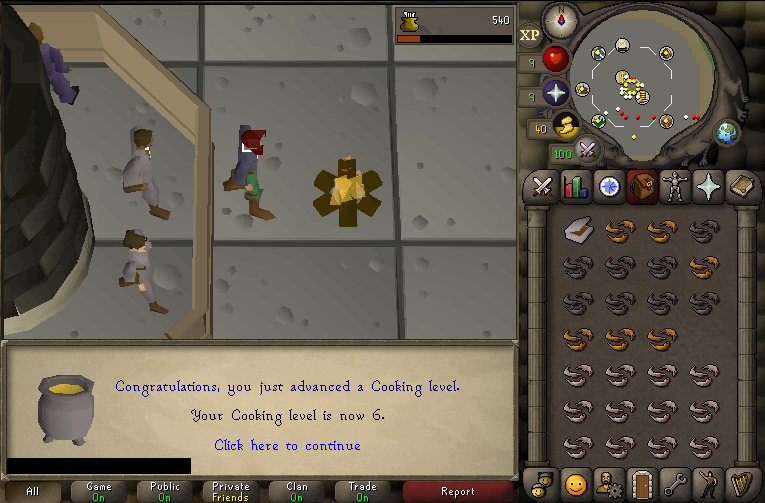 540
N
XP
9
9
40
100
Congratulations, you just advanced a Cooking level.
Your Cooking level is now 6.
Click here to continue
All
Game
On
Public
On
Private
Friends
Clan
On
Trade
On
Report